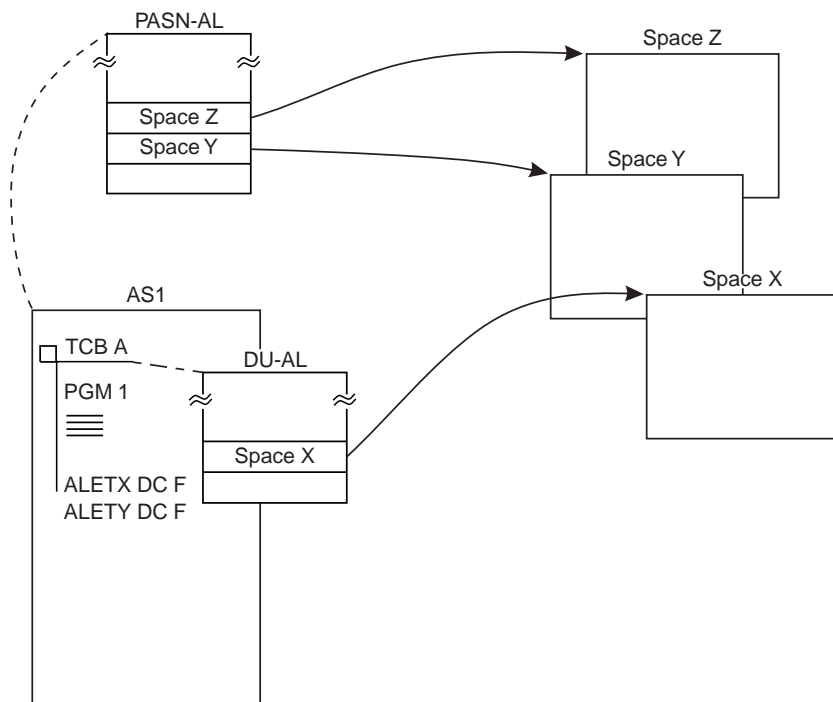 PASN-AL
Space Z
Space Y
Space Z
Space Y
Space X
AS1
TCB A
DU-AL
PGM 1
Space X
ALETX DC F
ALETY DC F